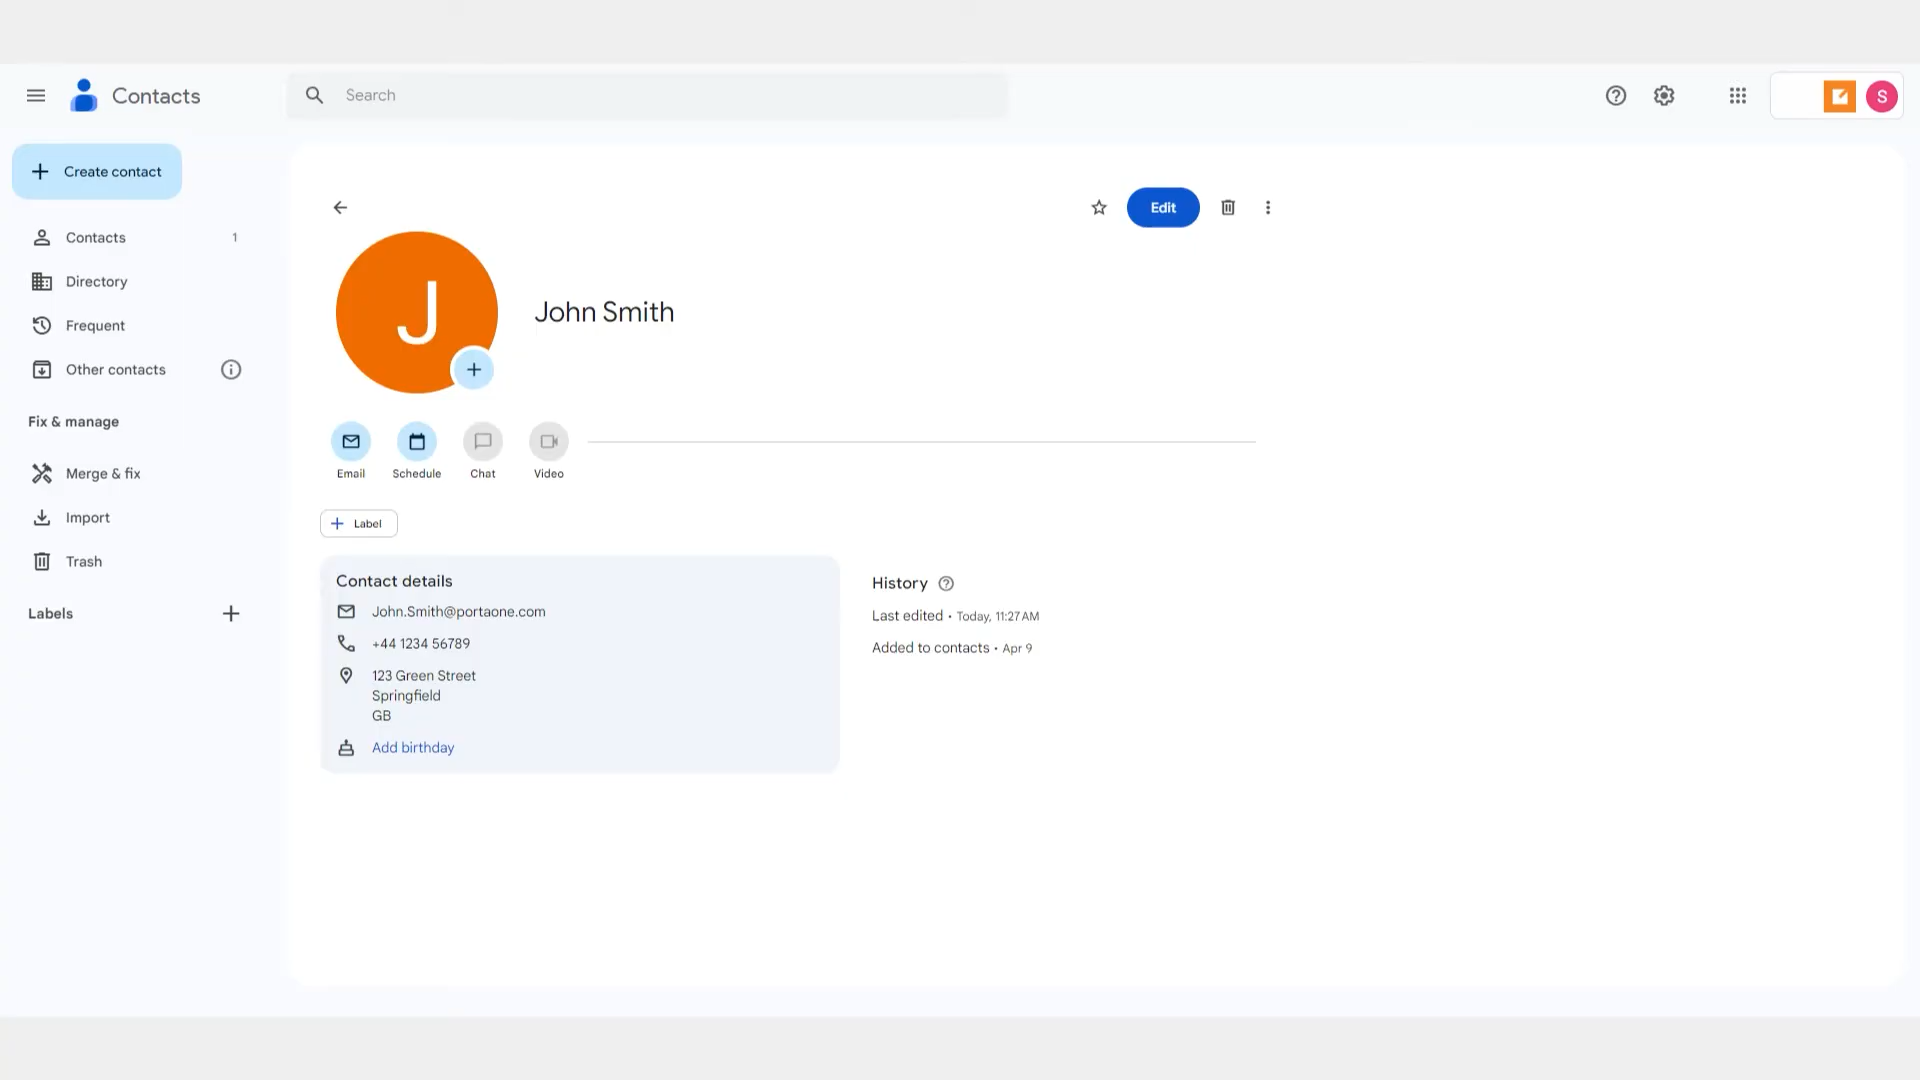 Contacts
Search
S
Create contact
Contacts 1
Directory
Frequent
Other contacts
Fix & manage
Merge & fix
Import
Trash
Labels
Edit
J
John Smith
Email
Schedule
Chat
Video
Label
Contact details
John.Smith@portaone.com
+44 1234 56789
123 Green Street
Springfield
GB
Add birthday
History
Last edited • Today, 11:27 AM
Added to contacts • Apr 9